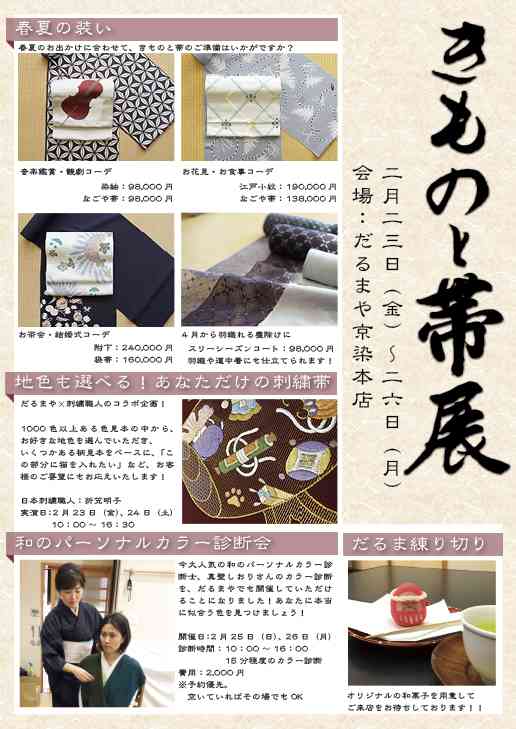 きものと帯展
二月二三日（金）～二六日（月）
会場：だるまや京染本店
春夏の装い
春夏のお出かけに合わせて、きものと帯のご準備はいかがですか？
音楽鑑賞・観劇コーデ
染紬：98,000円
なごや帯：98,000円
お花見・お食事コーデ
江戸小紋：190,000円
なごや帯：138,000円
お茶会・結婚式コーデ
附下：240,000円
袋帯：160,000円
4月から羽織れる塵除けに
スリーシーズンコート：98,000円
羽織や道中着にも仕立てられます！
地色も選べる！あなただけの刺繍帯
だるまや×刺繍職人のコラボ企画！
1000色以上ある色見本の中から、
お好きな地色を選んでいただき、
いくつかある柄見本をベースに、「こ
の部分に猫を入れたい」など、お客
様のご要望にもお応えいたします！
日本刺繍職人：折笠明子
実演日：2月23日（金）、24日（土）
10：00～16：30
和のパーソナルカラー診断会
今大人気の和のパーソナルカラー診
断士、真壁しおりさんのカラー診断
を、だるまやでも開催していただけ
ることになりました！あなたに本当
に似合う色を見つけましょう！
開催日：2月25日（日）、26日（月）
診断時間：10：00～16：00
15分程度のカラー診断
費用：2,000円
※予約優先。
空いていればその場でもOK
だるま練り切り
オリジナルの和菓子を用意して
ご来店をお待ちしております！！